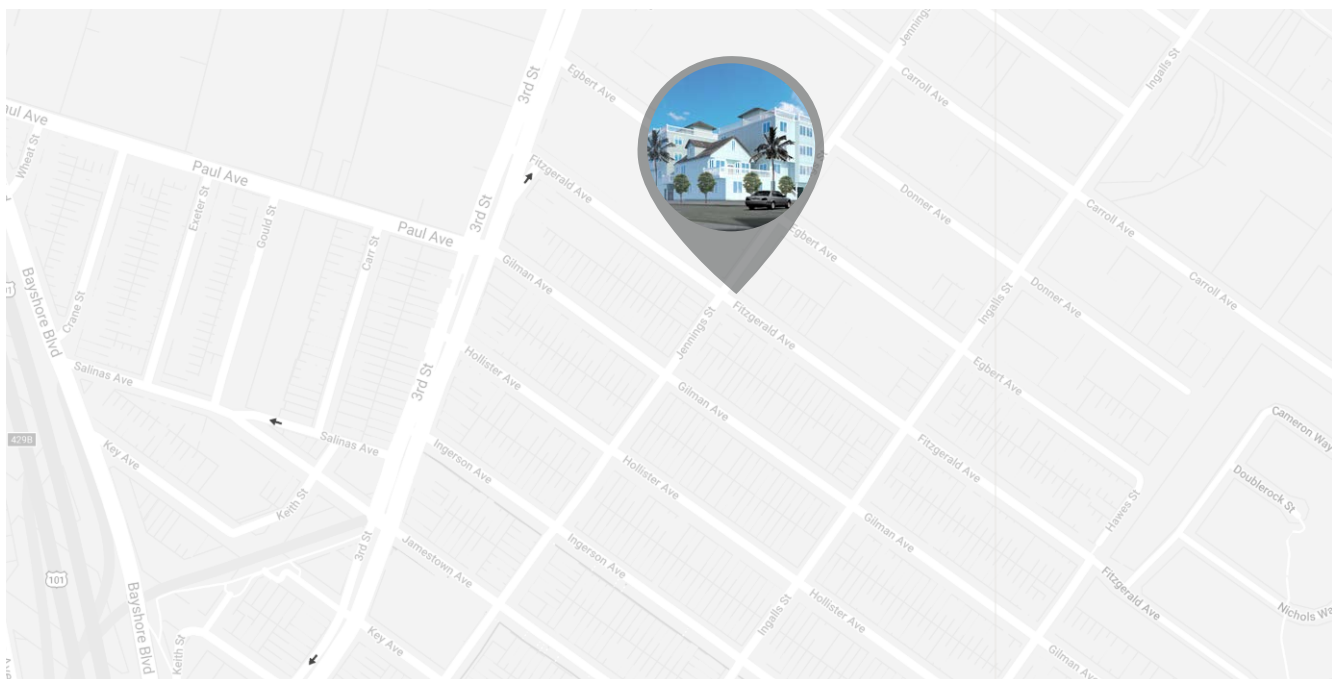 Jennings
Ingalls St
3rd St
Egbert Ave
Carroll Ave
Paul Ave
Wheat St
Paul Ave
Fitzgerald Ave
Donner Ave
Exeter St
Gould St
3rd St
Carroll Ave
Carr St
Paul Ave
Egbert Ave
Gilman Ave
Donner Ave
Carroll Ave
Bayshore Blvd
Crane St
Ingalls St
Jennings St
Fitzgerald Ave
Hollister Ave
3rd St
Salinas Ave
Egbert Ave
Gilman Ave
Cameron Way
429B
Salinas Ave
Key Ave
Ingerson Ave
Fitzgerald Ave
Hollister Ave
Doublerock St
Keith St
Hawes St
Gilman Ave
3rd St
Jamestown Ave
Ingerson Ave
101
Fitzgerald Ave
Bayshore Blvd
Ingalls St
Hollister Ave
Nichols Wa
Keith St
Key Ave
Gilman Ave